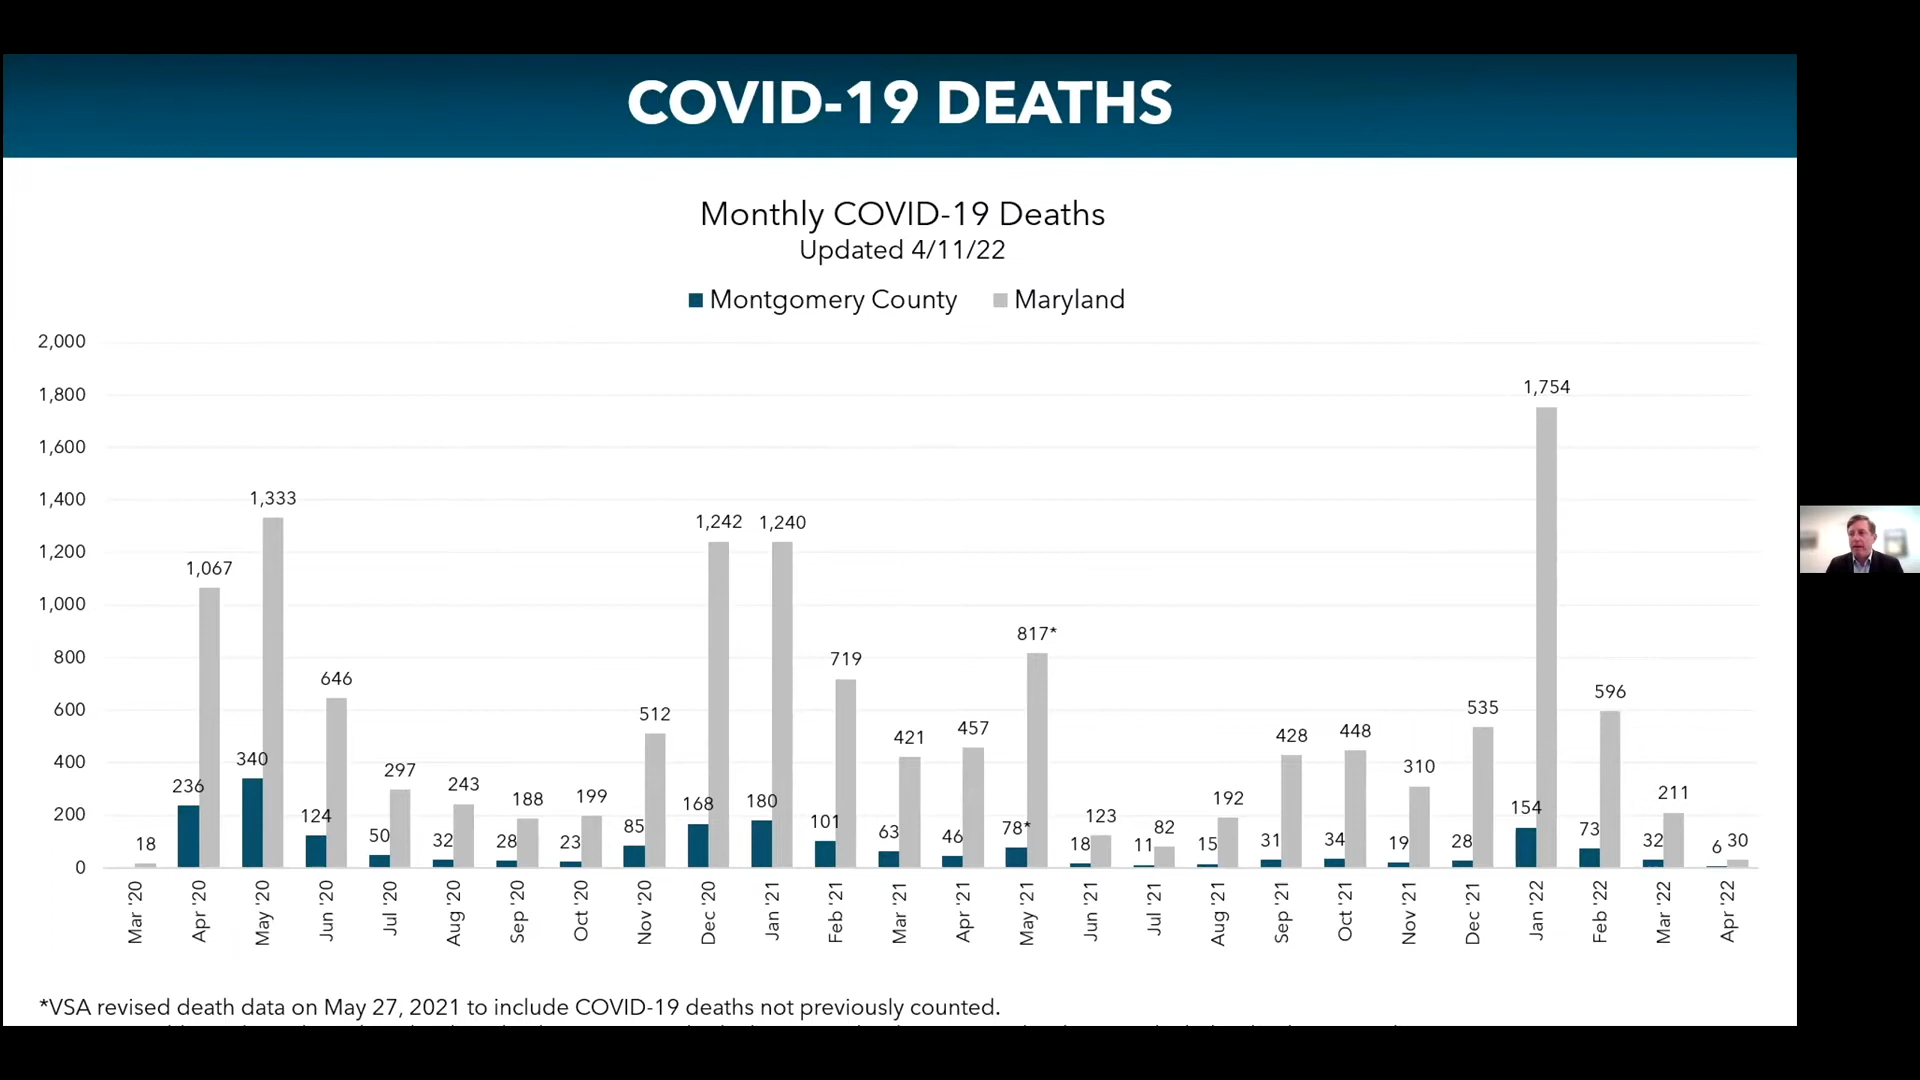 COVID-19 DEATHS
Monthly COVID-19 Deaths
Updated 4/11/22
Montgomery County Maryland
2,000
1,800
1,600
1,400
1,200
1,000
800
600
400
200
0
18
236 1,067
340 1,333
124 646
50 297
32 243
28 188
23 199
85 512
168 1,242
180 1,240
101 719
63 421
46 457
78* 817*
18 123
11 82
15 192
31 428
34 448
19 310
28 535
154 1,754
73 596
32 211
6 30
Mar '20
Apr '20
May '20
Jun '20
Jul '20
Aug '20
Sep '20
Oct '20
Nov '20
Dec '20
Jan '21
Feb '21
Mar '21
Apr '21
May '21
Jun '21
Jul '21
Aug '21
Sep '21
Oct '21
Nov '21
Dec '21
Jan '22
Feb '22
Mar '22
Apr '22
*VSA revised death data on May 27, 2021 to include COVID-19 deaths not previously counted.